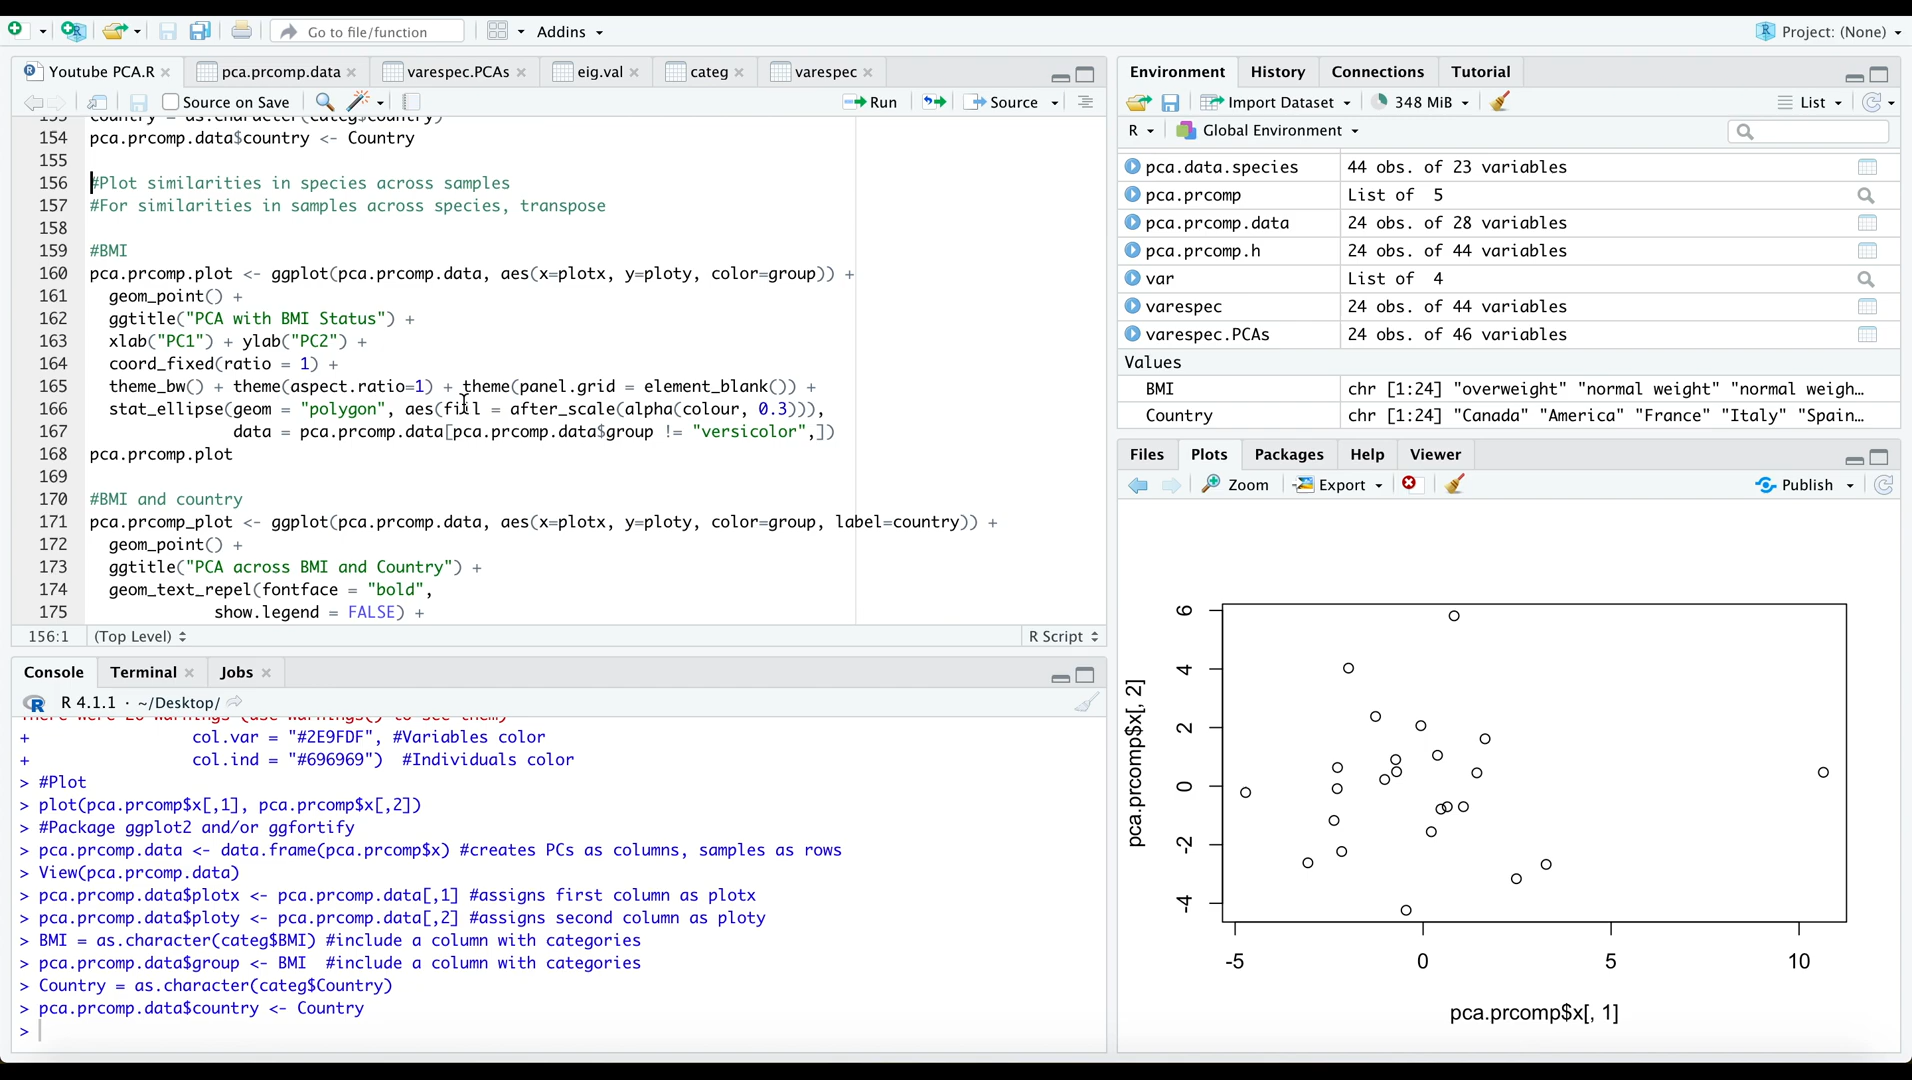 Go to file/function
Addins
Project: (None)
Youtube PCA.R
pca.prcomp.data
varespec.PCAs
eig.val
categ
varespec
Source on Save
Run
Source
153 country = as.character(categ$Country)
154 pca.prcomp.data$country <- Country
155
156 #Plot similarities in species across samples
157 #For similarities in samples across species, transpose
158
159 #BMI
160 pca.prcomp.plot <- ggplot(pca.prcomp.data, aes(x=plotx, y=ploty, color=group)) +
161 geom_point() +
162 ggtitle("PCA with BMI Status") +
163 xlab("PC1") + ylab("PC2") +
164 coord_fixed(ratio = 1) +
165 theme_bw() + theme(aspect.ratio=1) + theme(panel.grid = element_blank()) +
166 stat_ellipse(geom = "polygon", aes(fill = after_scale(alpha(colour, 0.3))),
167 data = pca.prcomp.data[pca.prcomp.data$group != "versicolor",])
168 pca.prcomp.plot
169
170 #BMI and country
171 pca.prcomp_plot <- ggplot(pca.prcomp.data, aes(x=plotx, y=ploty, color=group, label=country)) +
172 geom_point() +
173 ggtitle("PCA across BMI and Country") +
174 geom_text_repel(fontface = "bold",
175 show.legend = FALSE) +
156:1 (Top Level) R Script
Console Terminal Jobs
R 4.1.1 · ~/Desktop/
There were 20 warnings (use warnings() to see them)
+ col.var = "#2E9FDF", #Variables color
+ col.ind = "#696969") #Individuals color
> #Plot
> plot(pca.prcomp$x[,1], pca.prcomp$x[,2])
> #Package ggplot2 and/or ggfortify
> pca.prcomp.data <- data.frame(pca.prcomp$x) #creates PCs as columns, samples as rows
> View(pca.prcomp.data)
> pca.prcomp.data$plotx <- pca.prcomp.data[,1] #assigns first column as plotx
> pca.prcomp.data$ploty <- pca.prcomp.data[,2] #assigns second column as ploty
> BMI = as.character(categ$BMI) #include a column with categories
> pca.prcomp.data$group <- BMI #include a column with categories
> Country = as.character(categ$Country)
> pca.prcomp.data$country <- Country
>
Environment History Connections Tutorial
Import Dataset 348 MiB List
R Global Environment
pca.data.species 44 obs. of 23 variables
pca.prcomp List of 5
pca.prcomp.data 24 obs. of 28 variables
pca.prcomp.h 24 obs. of 44 variables
var List of 4
varespec 24 obs. of 44 variables
varespec.PCAs 24 obs. of 46 variables
Values
BMI chr [1:24] "overweight" "normal weight" "normal weigh…
Country chr [1:24] "Canada" "America" "France" "Italy" "Spain…
Files Plots Packages Help Viewer
Zoom Export Publish
pca.prcomp$x[, 2]
6
4
2
0
-2
-4
-5 0 5 10
pca.prcomp$x[, 1]